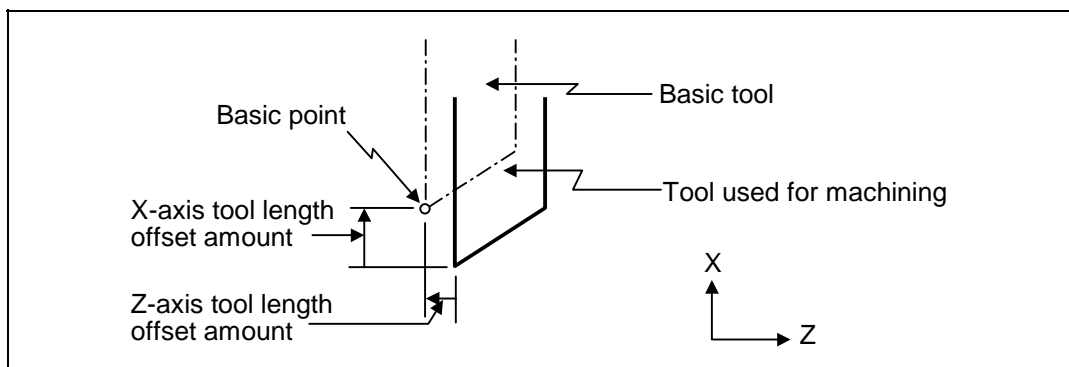 Basic tool
Basic point
Tool used for machining
X-axis tool length
offset amount
Z-axis tool length
offset amount
X
Z